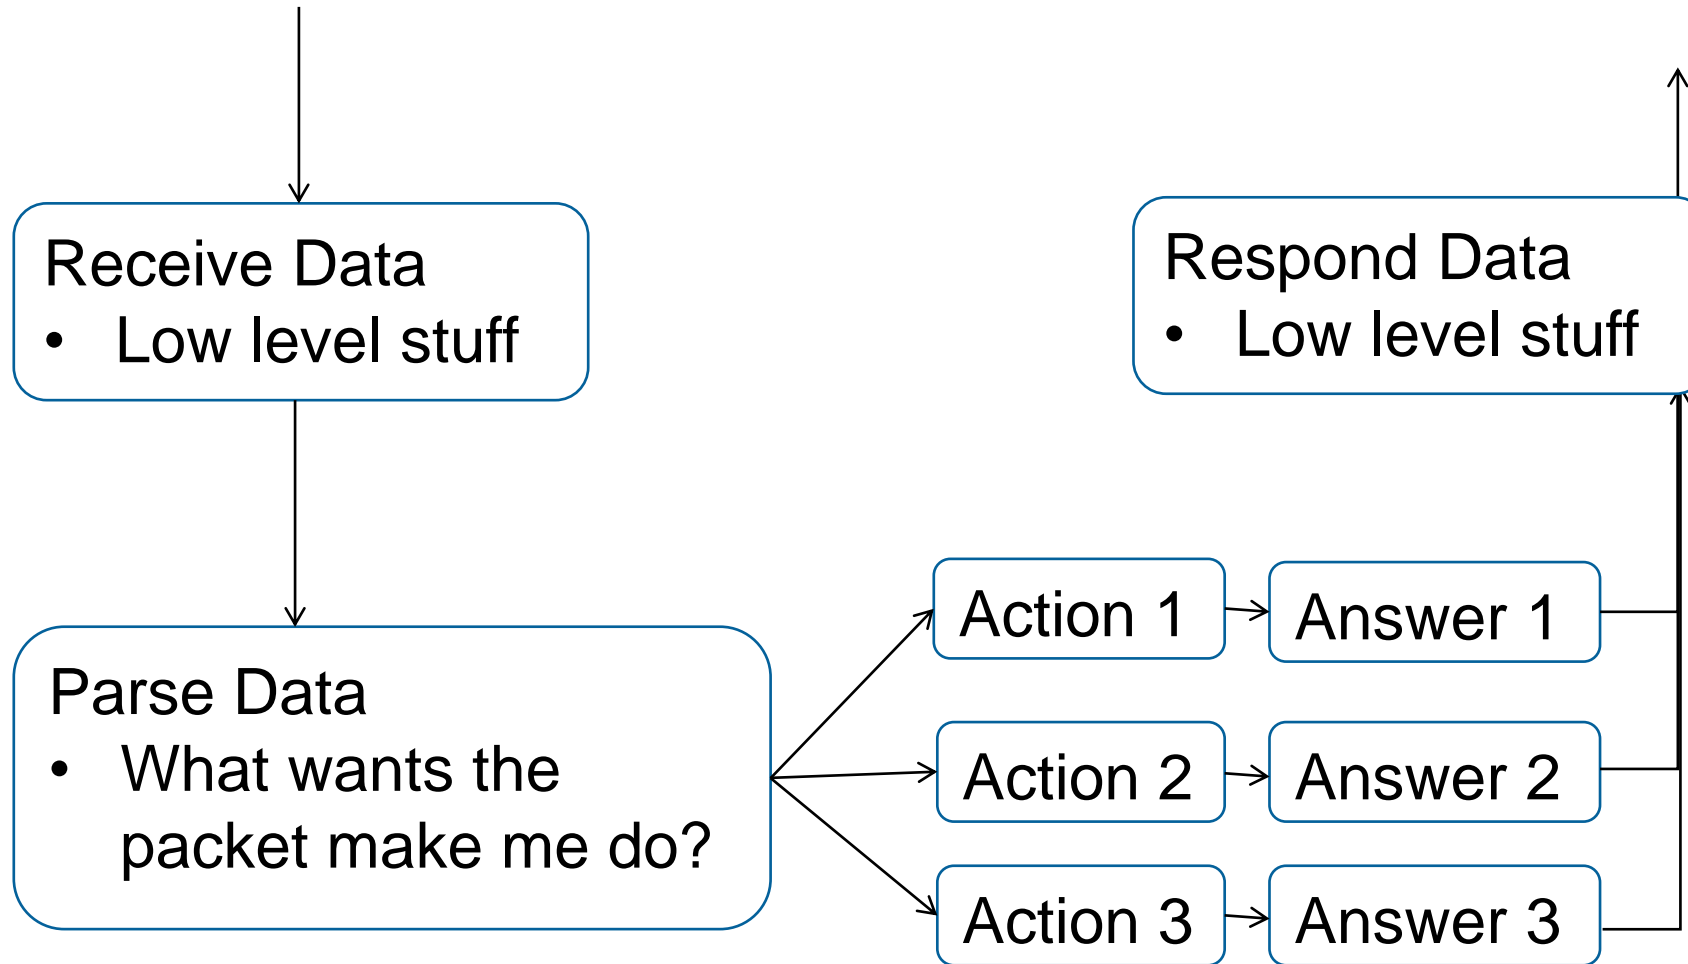 Receive Data
• Low level stuff
Respond Data
• Low level stuff
Parse Data
• What wants the
packet make me do?
Action 1
Answer 1
Action 2
Answer 2
Action 3
Answer 3